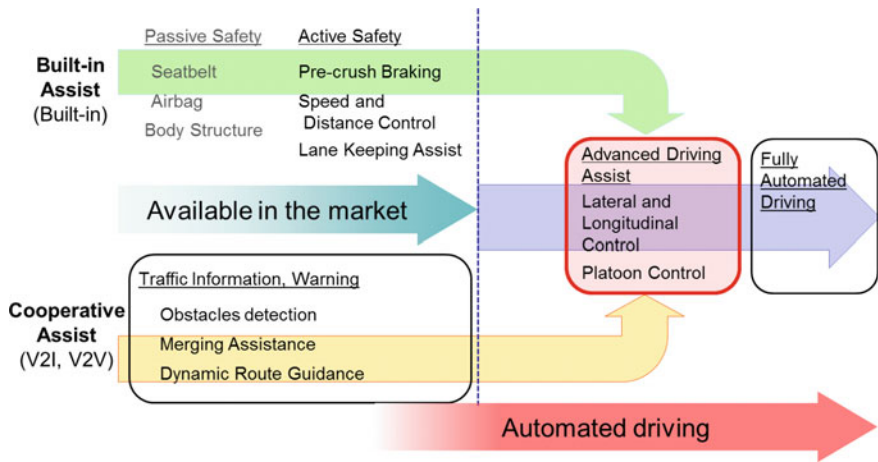 Passive Safety
Active Safety
Built-in
Assist
(Built-in)
Seatbelt
Pre-crush Braking
Airbag
Speed and
Distance Control
Body Structure
Lane Keeping Assist
Available in the market
Advanced Driving
Assist
Lateral and
Longitudinal
Control
Platoon Control
Fully
Automated
Driving
Cooperative
Assist
(V2I, V2V)
Traffic Information, Warning
Obstacles detection
Merging Assistance
Dynamic Route Guidance
Automated driving